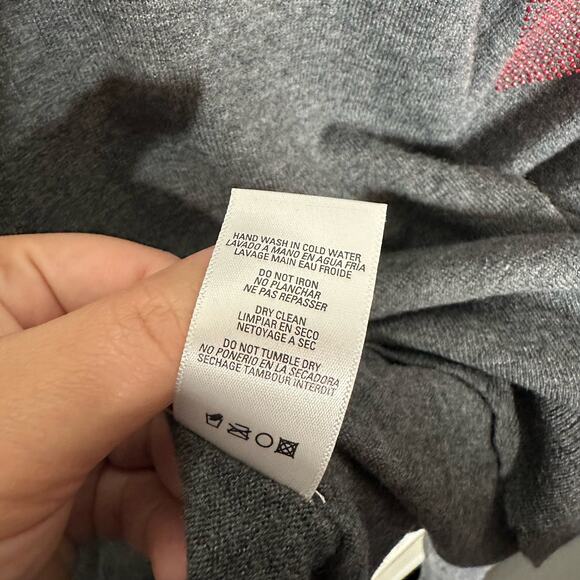 HAND WASH IN COLD WATER
LAVADO A MANO EN AGUA FRÍA
LAVAGE MAIN EAU FROIDE
DO NOT IRON
NO PLANCHAR
NE PAS REPASSER
DRY CLEAN
LIMPIAR EN SECO
NETOYAGE A SEC
DO NOT TUMBLE DRY
NO PONERIO EN LA SECADORA
SECHAGE TAMBOUR INTERDIT